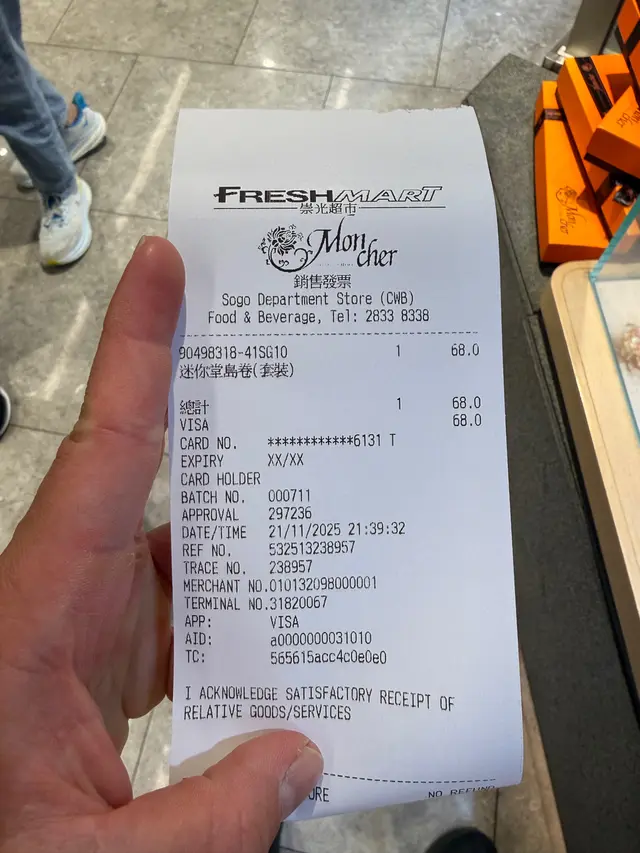 FRESHMART
崇光超市
Mon
cher
銷售發票
Sogo Department Store (CWB)
Food & Beverage, Tel: 2833 8338
90498318-41SG10 1 68.0
迷你堂島卷(套裝)
總計 1 68.0
VISA 68.0
CARD NO. ************6131 T
EXPIRY XX/XX
CARD HOLDER
BATCH NO. 000711
APPROVAL 297236
DATE/TIME 21/11/2025 21:39:32
REF NO. 532513238957
TRACE NO. 238957
MERCHANT NO.010132098000001
TERMINAL NO.31820067
APP: VISA
AID: a0000000031010
TC: 565615acc4c0e0e0
I ACKNOWLEDGE SATISFACTORY RECEIPT OF
RELATIVE GOODS/SERVICES
NO REFUND
Mon
cher